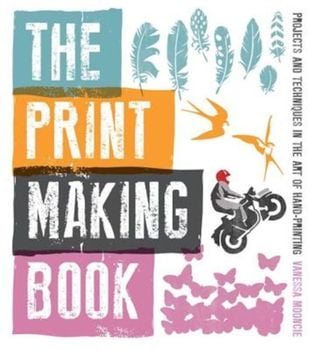 THE
PRINT
MAKING
BOOK
PROJECTS AND TECHNIQUES IN THE ART OF HAND-PRINTING VANESSA MOONCIE